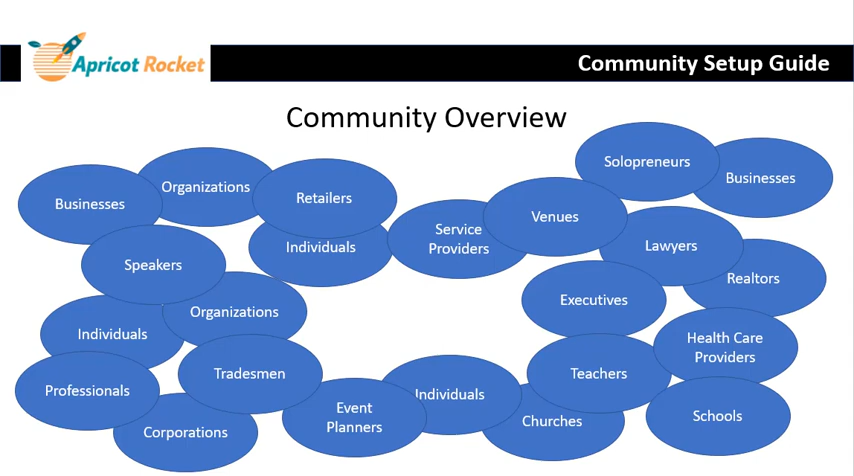 Apricot Rocket
Community Setup Guide
Community Overview
Solopreneurs
Businesses
Organizations
Retailers
Businesses
Venues
Service
Providers
Individuals
Lawyers
Speakers
Realtors
Executives
Organizations
Individuals
Health Care
Providers
Tradesmen
Teachers
Professionals
Individuals
Event
Planners
Schools
Churches
Corporations